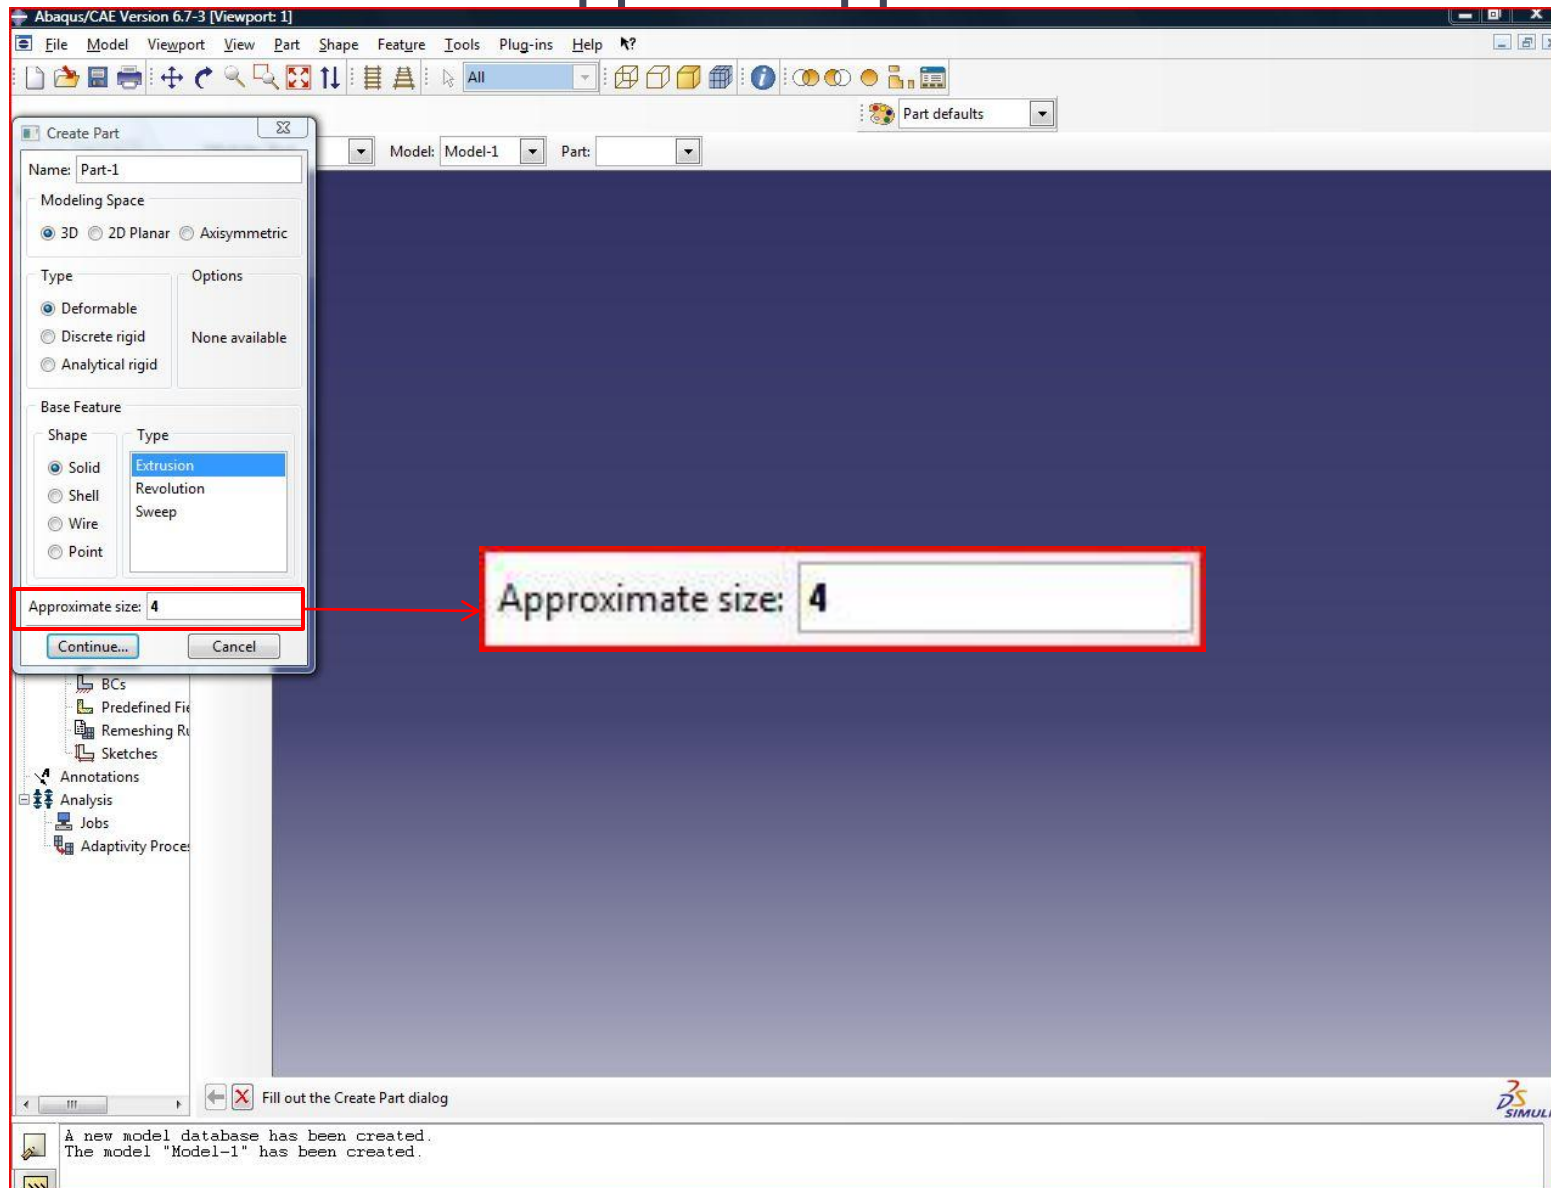 Abaqus/CAE Version 6.7-3 [Viewport: 1]
File Model Viewport View Part Shape Feature Tools Plug-ins Help
All
Part defaults
Create Part
Model: Model-1 Part:
Name: Part-1
Modeling Space
3D 2D Planar Axisymmetric
Type Options
Deformable
Discrete rigid None available
Analytical rigid
Base Feature
Shape Type
Solid Extrusion
Shell Revolution
Wire Sweep
Point
Approximate size: 4
Approximate size: 4
Continue... Cancel
BCs
Predefined Fie
Remeshing Ru
Sketches
Annotations
Analysis
Jobs
Adaptivity Proces
Fill out the Create Part dialog
SIMULI
A new model database has been created.
The model "Model-1" has been created.
>>>